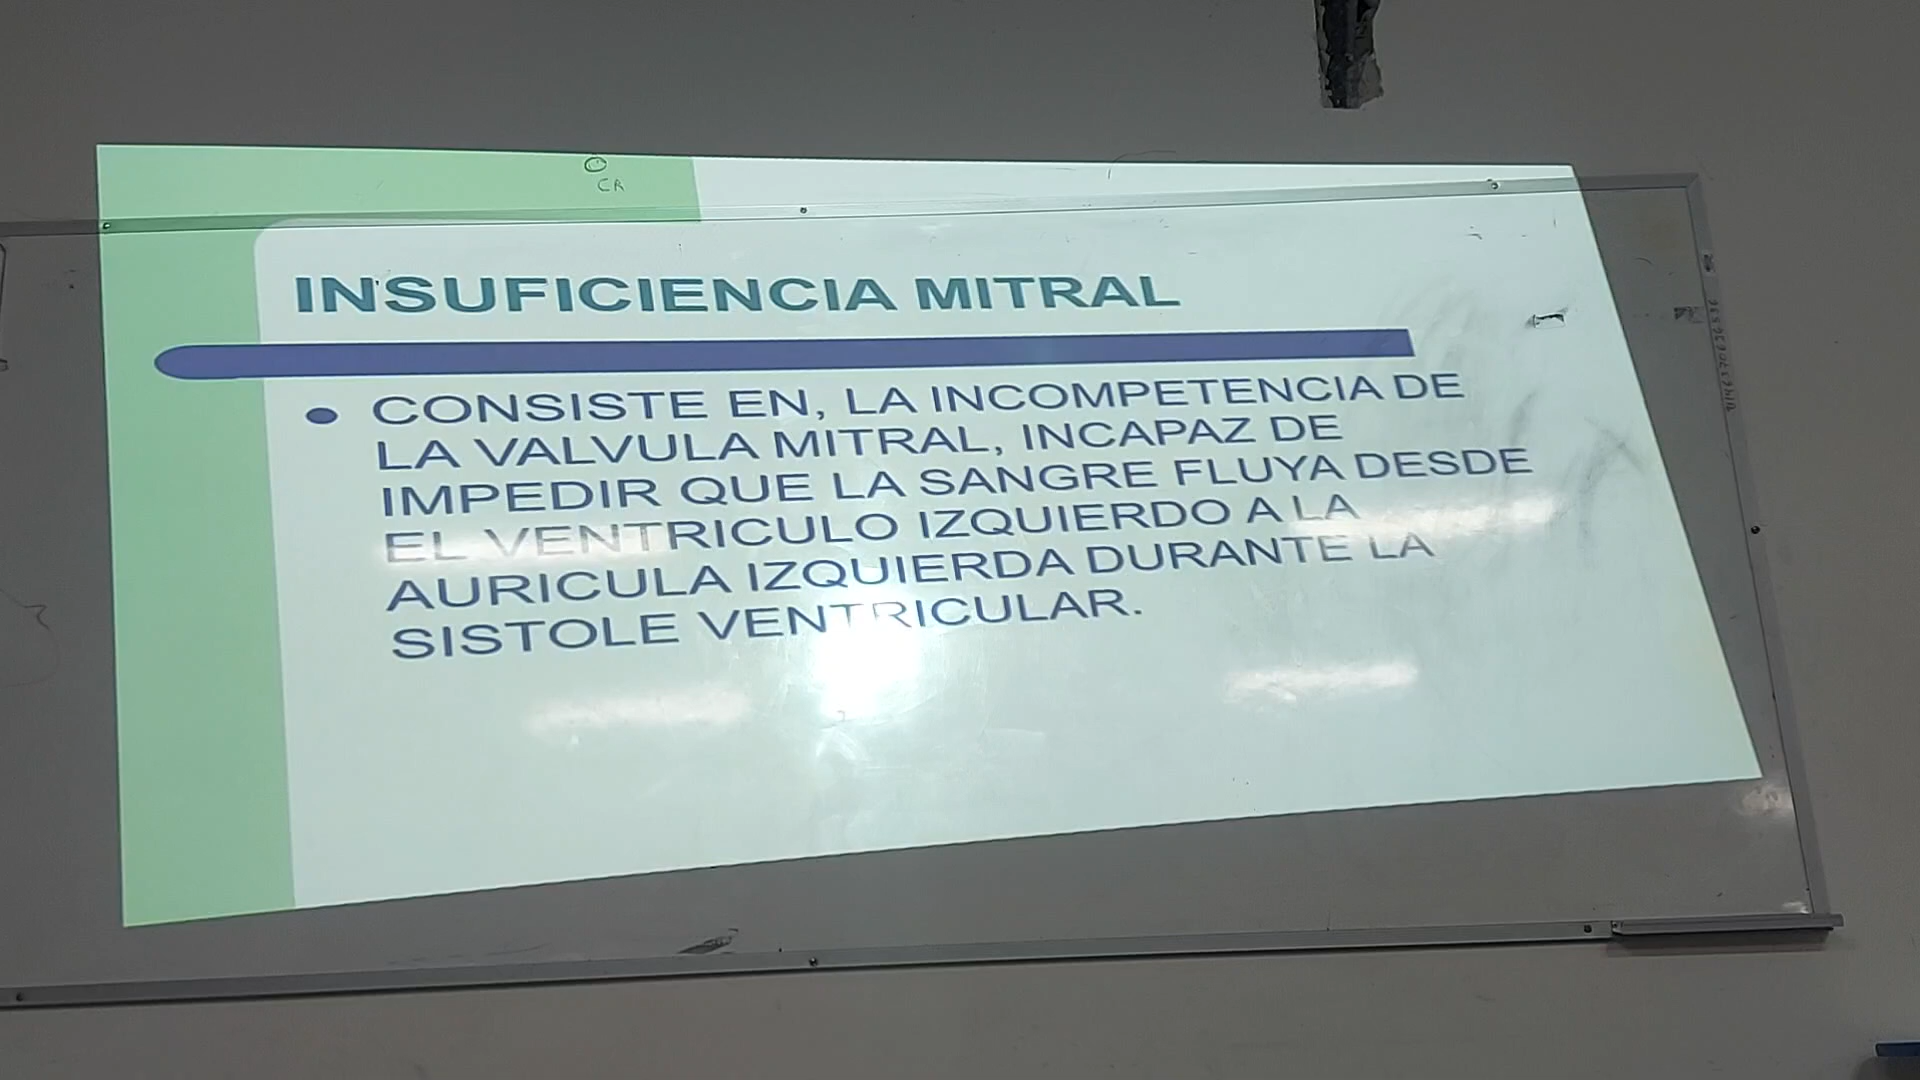 CR
INSUFICIENCIA MITRAL
● CONSISTE EN, LA INCOMPETENCIA DE
LA VALVULA MITRAL, INCAPAZ DE
IMPEDIR QUE LA SANGRE FLUYA DESDE
EL VENTRICULO IZQUIERDO A LA
AURICULA IZQUIERDA DURANTE LA
SISTOLE VENTRICULAR.